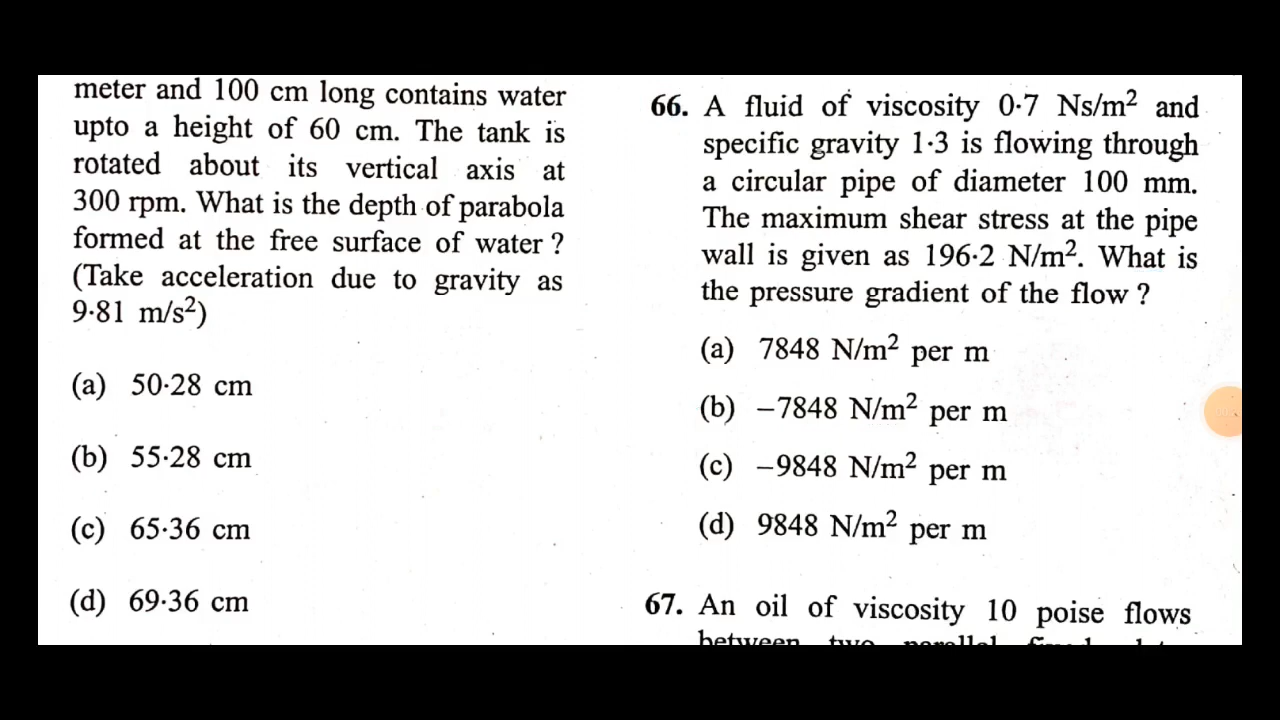 meter and 100 cm long contains water
upto a height of 60 cm. The tank is
rotated about its vertical axis at
300 rpm. What is the depth of parabola
formed at the free surface of water ?
(Take acceleration due to gravity as
9·81 m/s²)
(a) 50·28 cm
(b) 55·28 cm
(c) 65·36 cm
(d) 69·36 cm
66. A fluid of viscosity 0·7 Ns/m² and
specific gravity 1·3 is flowing through
a circular pipe of diameter 100 mm.
The maximum shear stress at the pipe
wall is given as 196·2 N/m². What is
the pressure gradient of the flow ?
(a) 7848 N/m² per m
(b) –7848 N/m² per m
(c) –9848 N/m² per m
(d) 9848 N/m² per m
67. An oil of viscosity 10 poise flows
between two parallel fixed